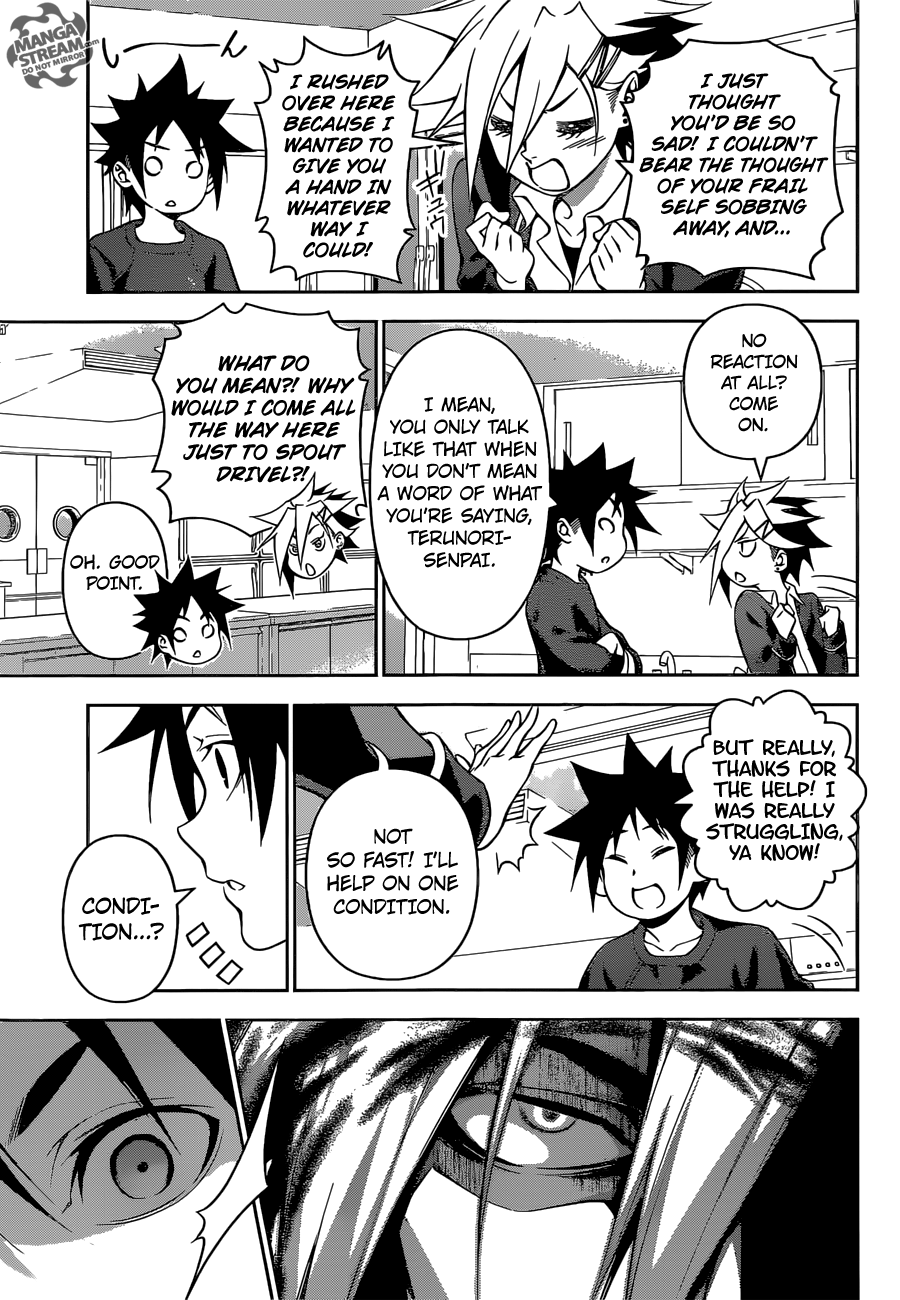 MANGA
STREAM.com
DO NOT MIRROR!
I JUST
THOUGHT
YOU'D BE SO
SAD! I COULDN'T
BEAR THE THOUGHT
OF YOUR FRAIL
SELF SOBBING
AWAY, AND...
I RUSHED
OVER HERE
BECAUSE I
WANTED TO
GIVE YOU
A HAND IN
WHATEVER
WAY I
COULD!
じーん
NO
REACTION
AT ALL?
COME
ON.
I MEAN,
YOU ONLY TALK
LIKE THAT WHEN
YOU DON'T MEAN
A WORD OF WHAT
YOU'RE SAYING,
TERUNORI-
SENPAI.
WHAT DO
YOU MEAN?! WHY
WOULD I COME ALL
THE WAY HERE
JUST TO SPOUT
DRIVEL?!
OH. GOOD
POINT.
BUT REALLY,
THANKS FOR
THE HELP! I
WAS REALLY
STRUGGLING,
YA KNOW!
NOT
SO FAST! I'LL
HELP ON ONE
CONDITION.
CONDI-
TION...?